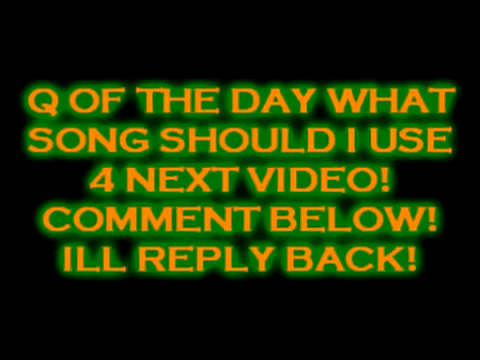 Q OF THE DAY WHAT
SONG SHOULD I USE
4 NEXT VIDEO!
COMMENT BELOW!
ILL REPLY BACK!